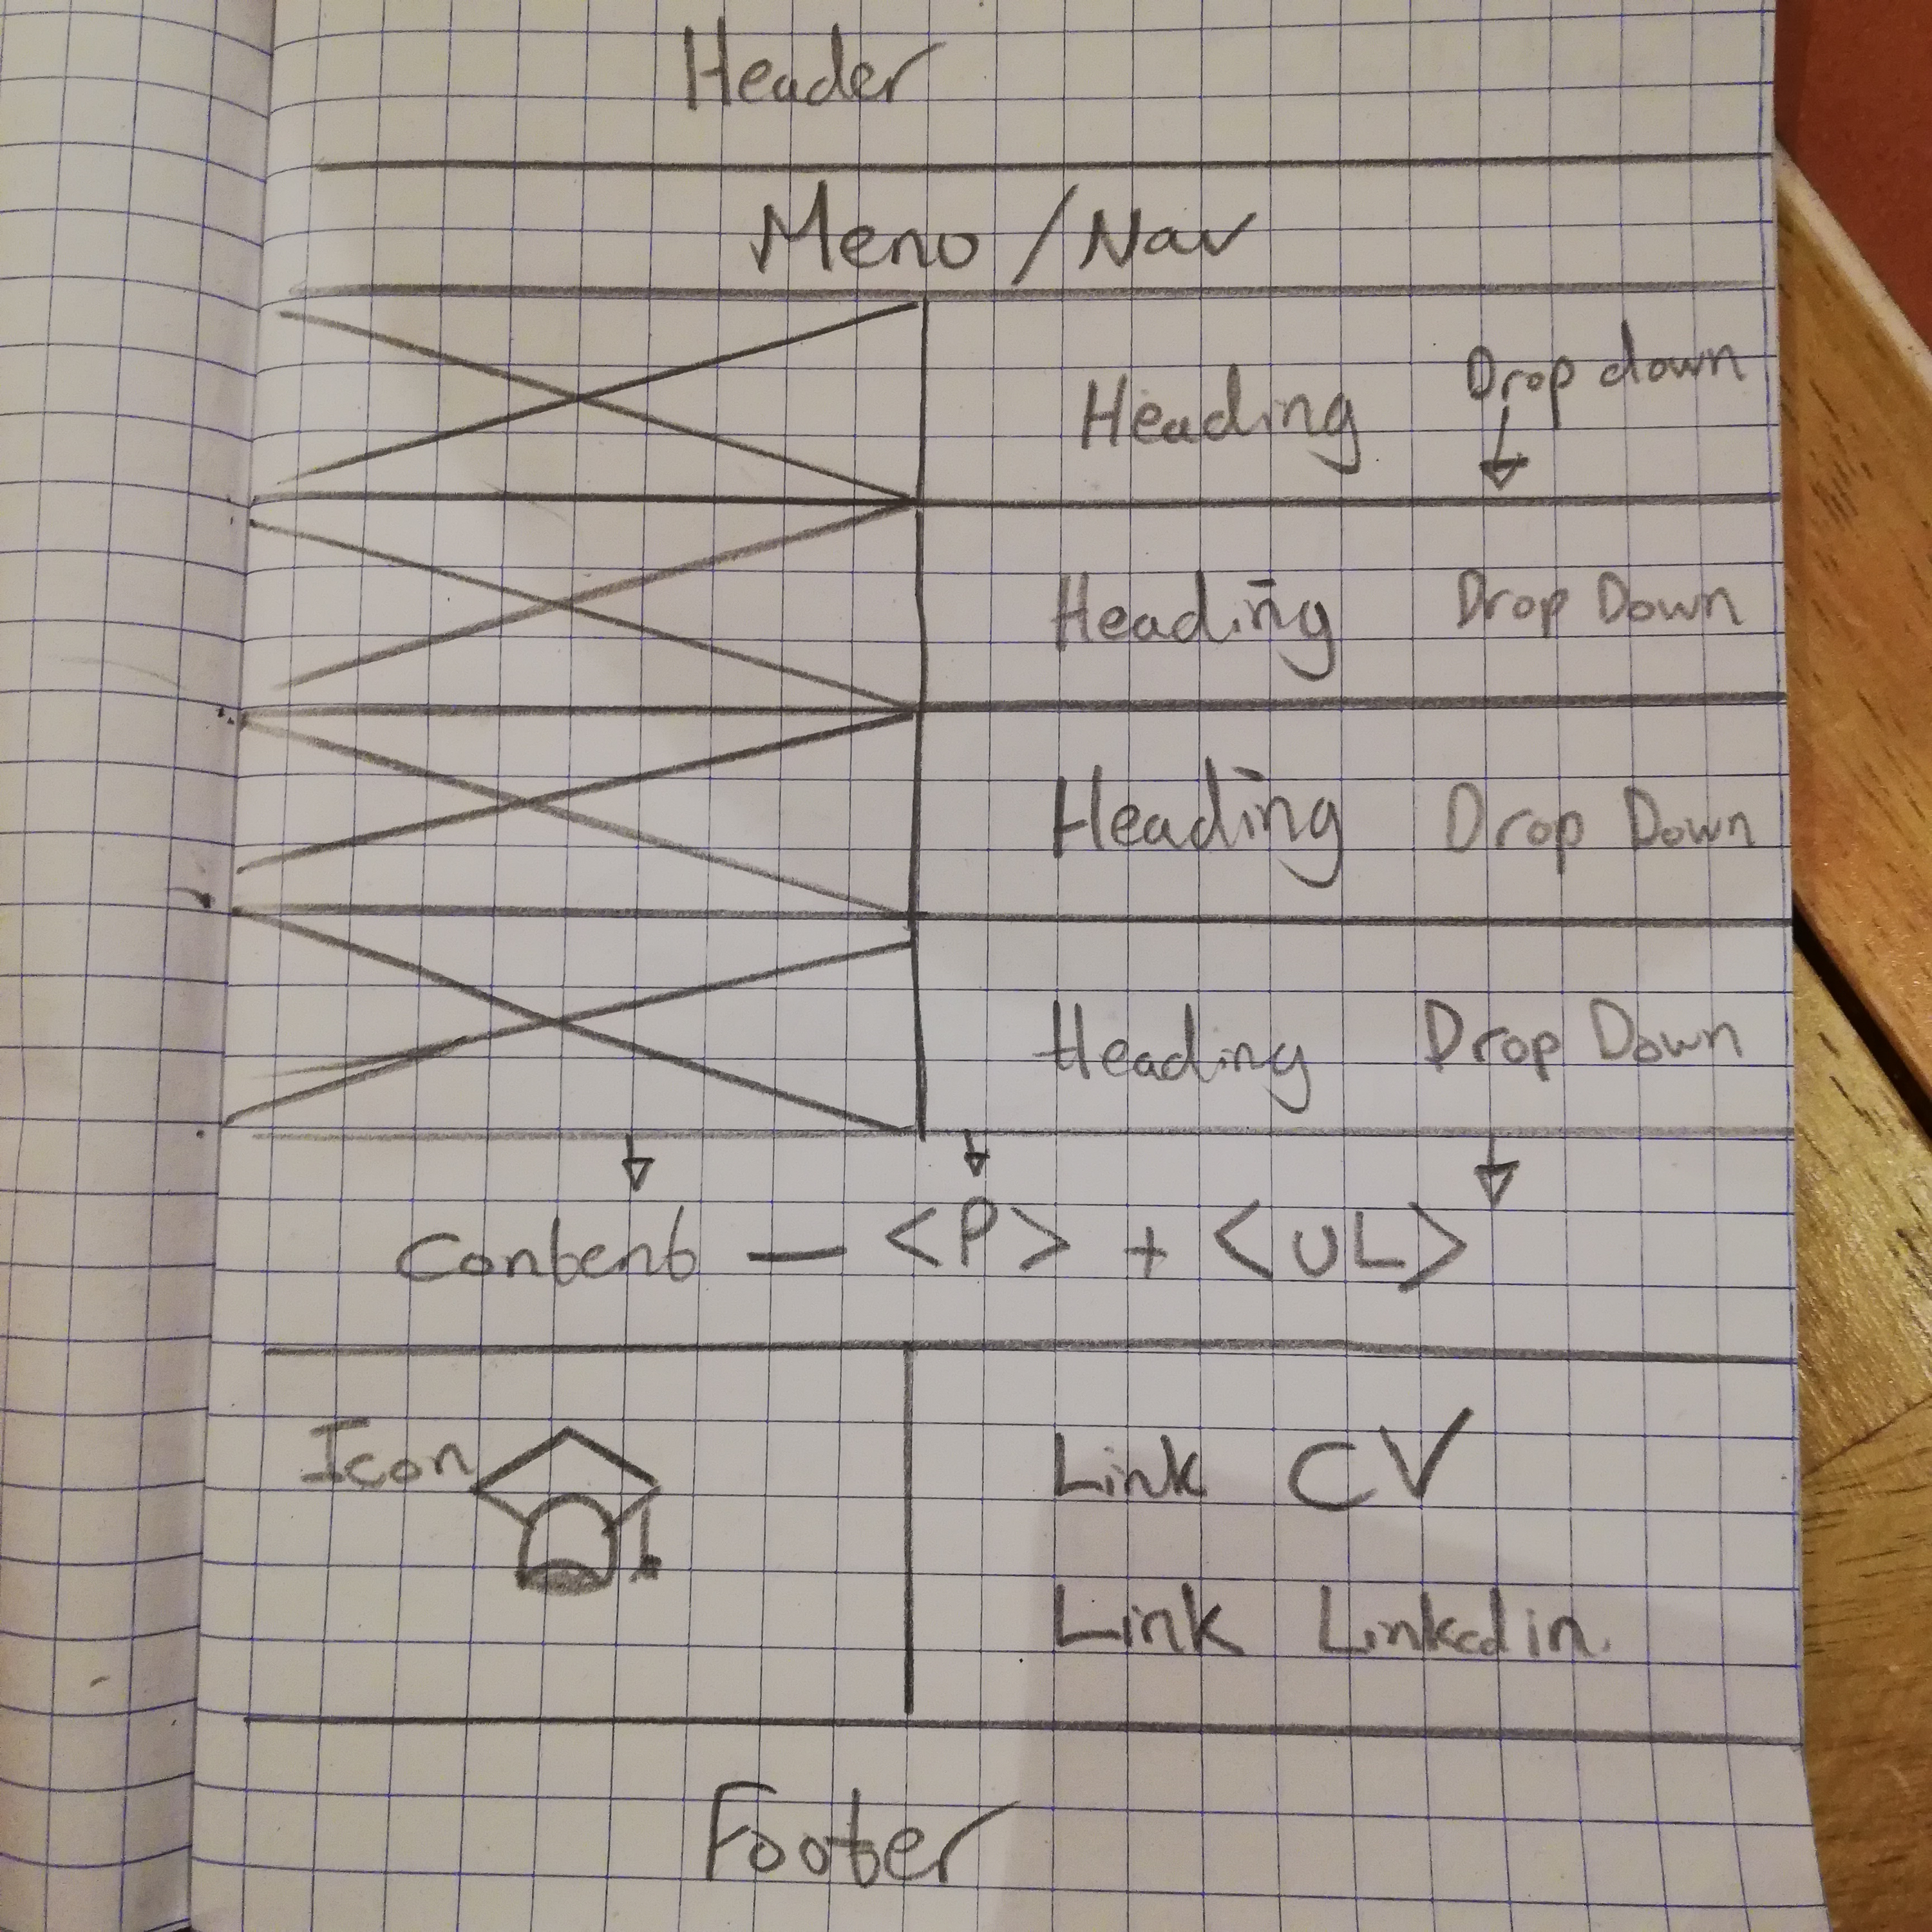 Header
Menu / Nav
Heading Drop down
Heading Drop Down
Heading Drop Down
Heading Drop Down
Content — <P> + <UL>
Icon
Link CV
Link Linkedin.
Footer